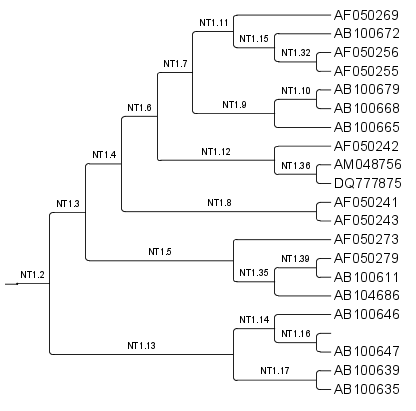 AF050269
NT1.11
AB100672
NT1.15
AF050256
NT1.32
AF050255
NT1.7
AB100679
NT1.10
AB100668
NT1.6
NT1.9
AB100665
AF050242
NT1.4
NT1.12
AM048756
NT1.36
DQ777875
AF050241
NT1.3
NT1.8
AF050243
AF050273
NT1.5
AF050279
NT1.39
AB100611
NT1.2
NT1.35
AB104686
AB100646
NT1.14
NT1.16
NT1.13
AB100647
AB100639
NT1.17
AB100635